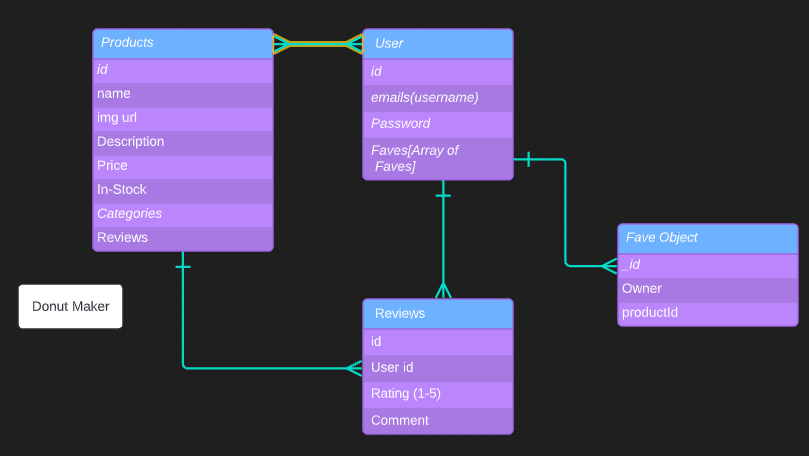 Products
id
name
img url
Description
Price
In-Stock
Categories
Reviews
User
id
emails(username)
Password
Faves[Array of
Faves]
Fave Object
_id
Owner
productId
Donut Maker
Reviews
id
User id
Rating (1-5)
Comment